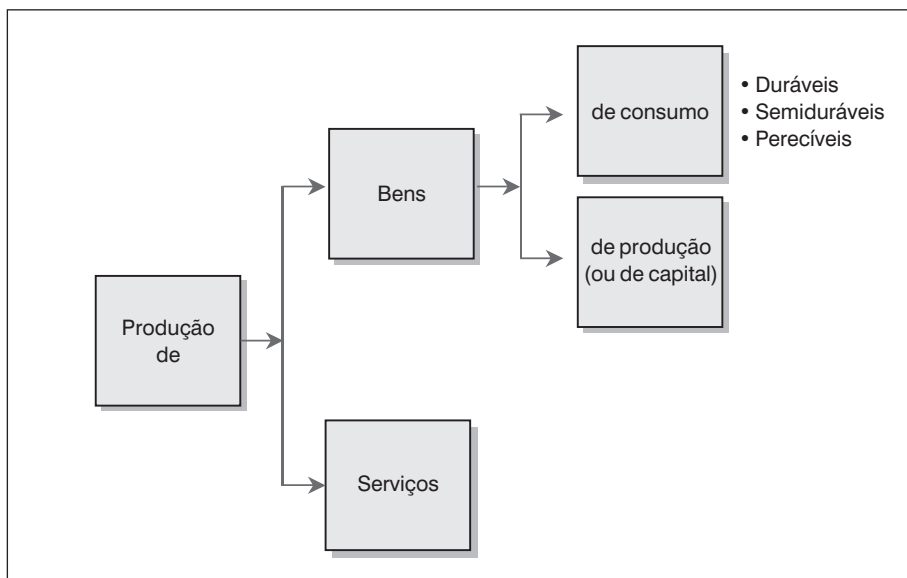 Produção
de
Bens
Serviços
de consumo
• Duráveis
• Semiduráveis
• Perecíveis
de produção
(ou de capital)